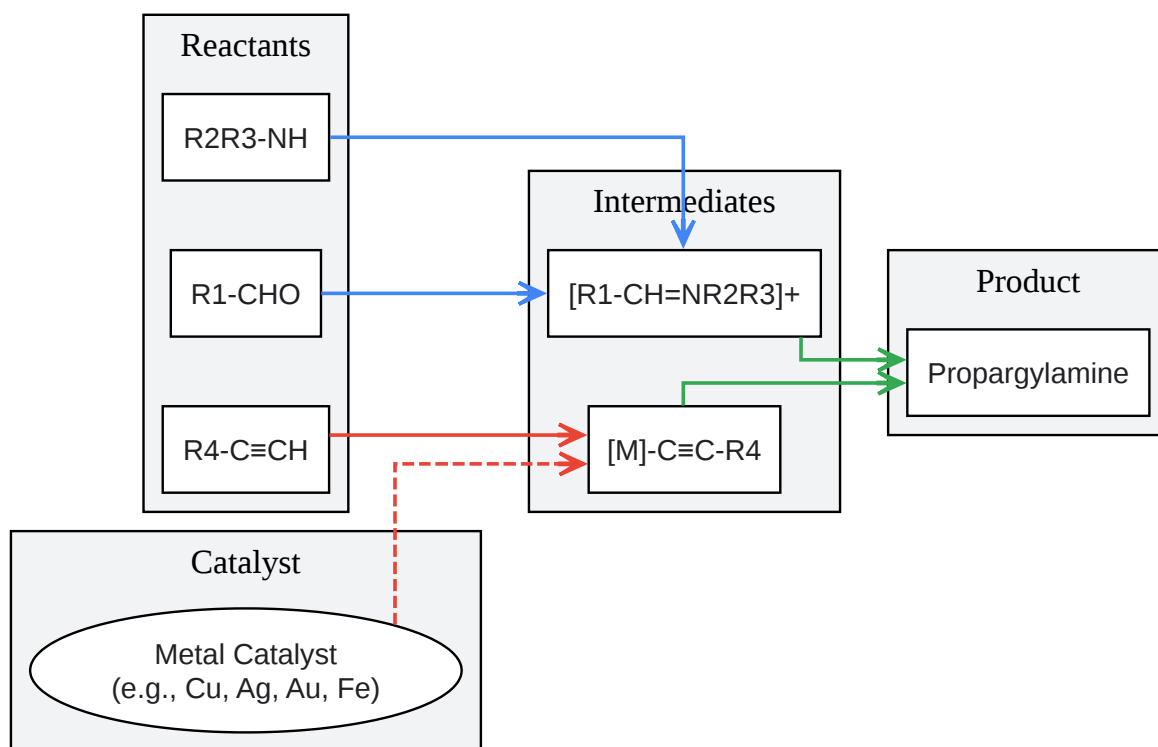 Reactants
R2R3-NH
R1-CHO
R4-C≡CH
Intermediates
[R1-CH=NR2R3]+
[M]-C≡C-R4
Product
Propargylamine
Catalyst
Metal Catalyst
(e.g., Cu, Ag, Au, Fe)